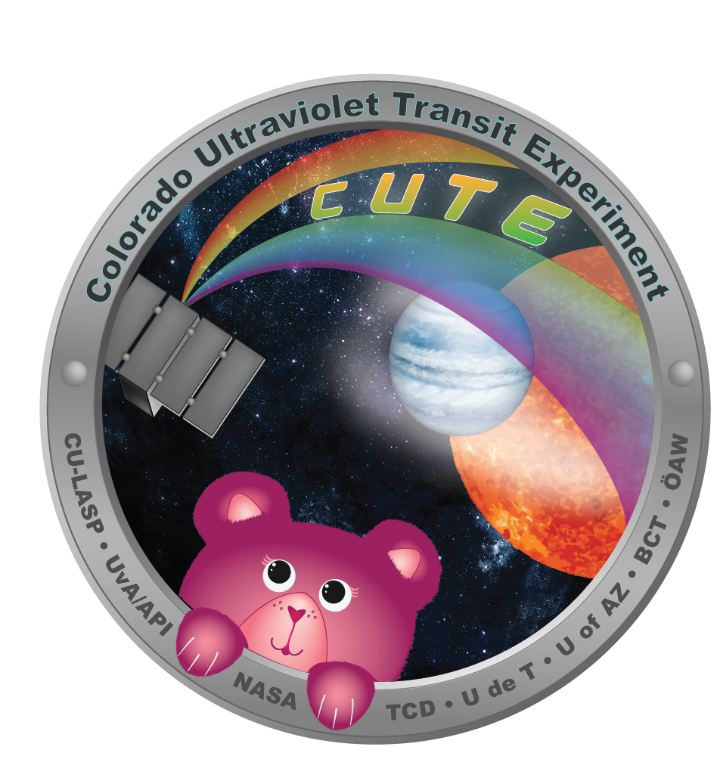 Colorado Ultraviolet Transit Experiment
CUTE
CU-LASP • UvA/API
NASA
TCD • U de T • U of AZ • BCT • ÖAW